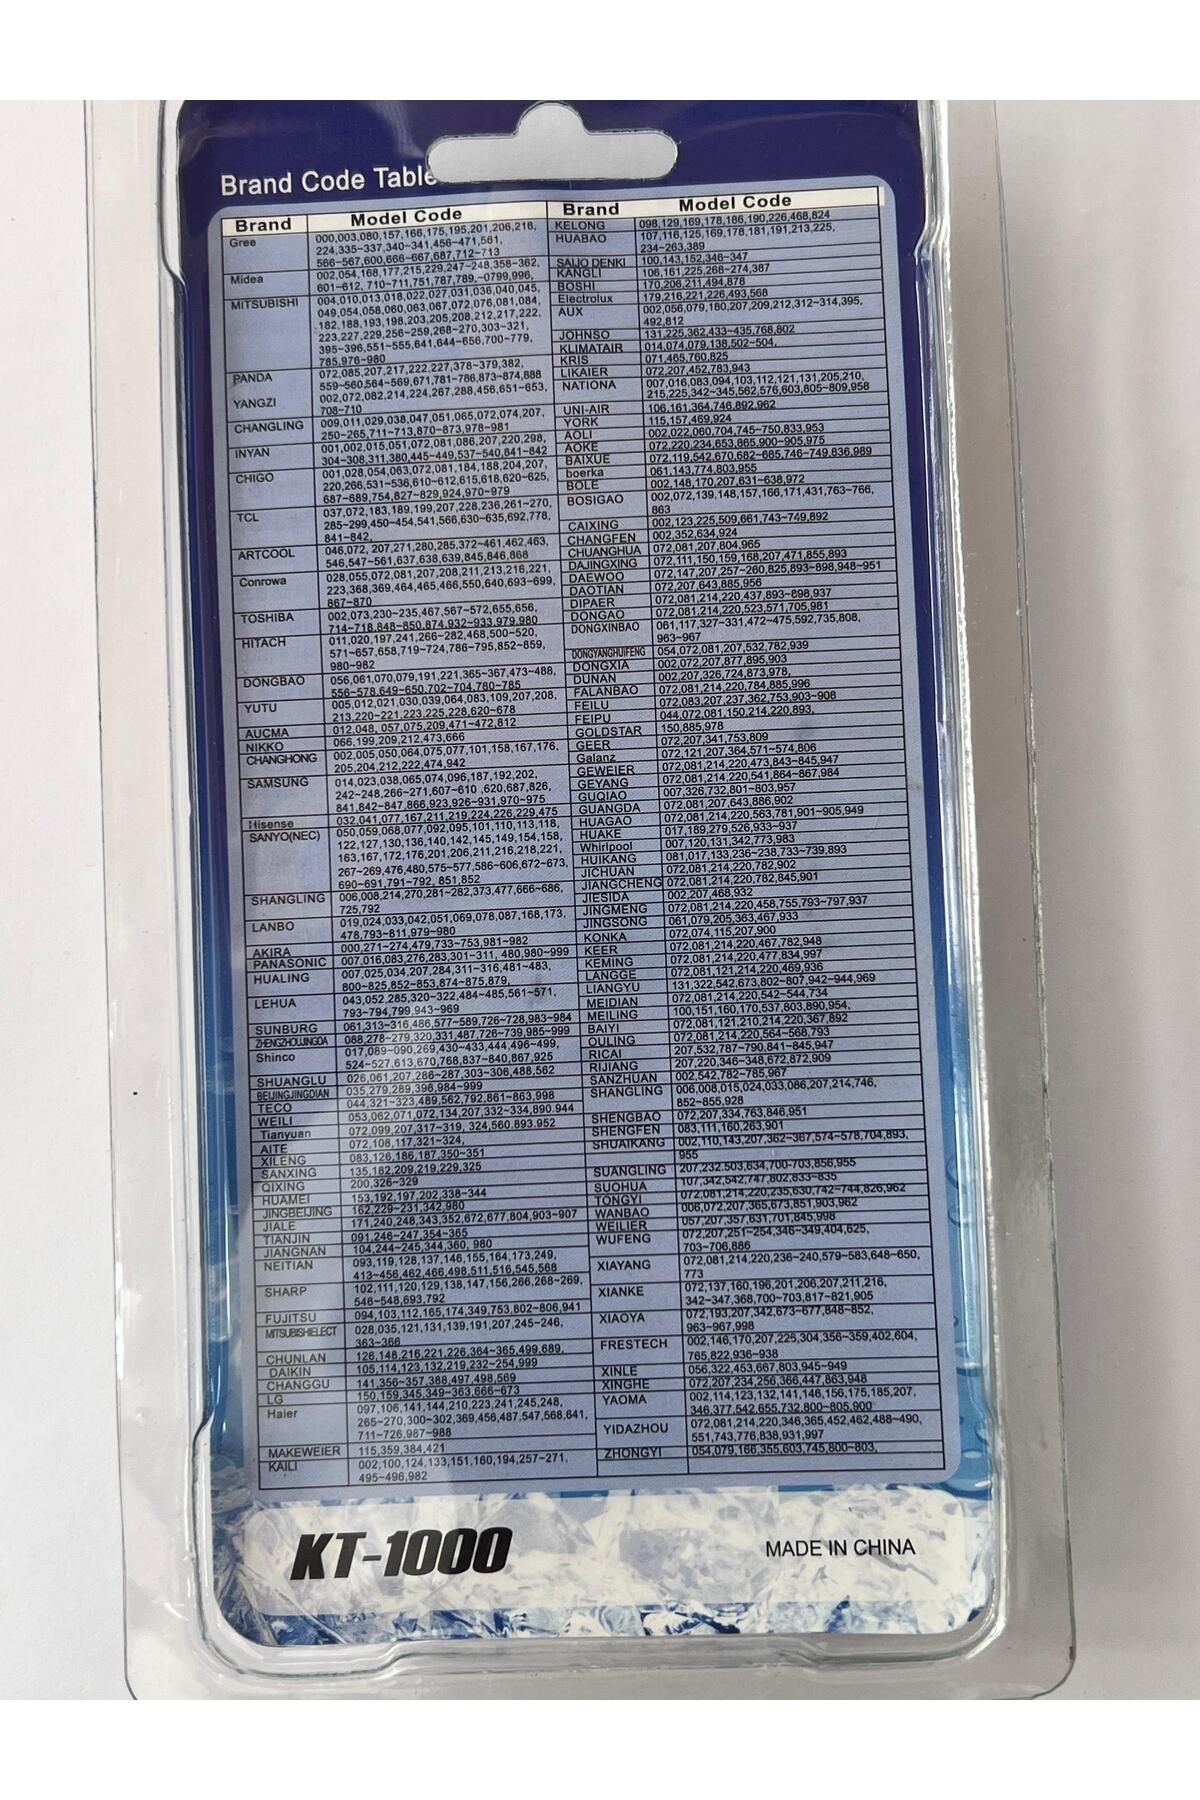 Brand Code Table
Brand Model Code
Gree 000,003,080,157,166,175,195,201,206,216,
224,335~337,340~341,456~471,561,
566~567,600,666~667,687,712~713
Midea 002,054,168,177,215,229,247~248,358~362,
601~612, 710~711,751,787,789,~0799,996,
MITSUBISHI 004,010,013,018,022,027,031,036,040,045,
049,054,058,060,063,067,072,076,081,084,
182,188,193,198,203,205,208,212,217,222,
223,227,229,256~259,268~270,303~321,
395~396,551~555,641,644~656,700~779,
785,976~980
PANDA 072,085,207,217,222,227,378~379,382,
559~560,564~569,671,781~786,873~874,888
YANGZI 002,072,082,214,224,267,288,456,651~653,
708~710
CHANGLING 009,011,029,038,047,051,065,072,074,207,
250~265,711~713,870~873,978~981
INYAN 001,002,015,051,072,081,086,207,220,298,
304~308,311,380,445~449,537~540,841~842
CHIGO 001,028,054,063,072,081,184,188,204,207,
220,266,531~536,610~612,615,618,620~625,
687~689,754,827~829,924,970~979
TCL 037,072,183,189,199,207,228,236,261~270,
285~299,450~454,541,566,630~635,692,778,
841~842,
ARTCOOL 046,072, 207,271,280,285,372~461,462,463,
546,547~561,637,638,639,845,846,868
Conrowa 028,055,072,081,207,208,211,213,216,221,
223,368,369,464,465,466,550,640,693~699,
867~870
TOSHIBA 002,073,230~235,467,567~572,655,656,
714~718,848~850,874,932~933,979,980
HITACH 011,020,197,241,266~282,468,500~520,
571~657,658,719~724,786~795,852~859,
980~982
DONGBAO 056,061,070,079,191,221,365~367,473~488,
556~578,649~650,702~704,780~785
YUTU 005,012,021,030,039,064,083,109,207,208,
213,220~221,223,225,228,620~678
AUCMA 012,048, 057,075,209,471~472,812
NIKKO 066,199,209,212,473,666
CHANGHONG 002,005,050,064,075,077,101,158,167,176,
205,204,212,222,474,942
SAMSUNG 014,023,038,065,074,096,187,192,202,
242~248,266~271,607~610 ,620,687,826,
841,842~847,866,923,926~931,970~975
Hisense 032,041,077,167,211,219,224,226,229,475
SANYO(NEC) 050,059,068,077,092,095,101,110,113,118,
122,127,130,136,140,142,145,149,154,158,
163,167,172,176,201,206,211,216,218,221,
267~269,476,480,575~577,586~606,672~673,
690~691,791~792, 851,852
SHANGLING 006,008,214,270,281~282,373,477,666~686,
725,792
LANBO 019,024,033,042,051,069,078,087,168,173,
478,793~811,979~980
AKIRA 000,271~274,479,733~753,981~982
PANASONIC 007,016,083,276,283,301~311, 480,980~999
HUALING 007,025,034,207,284,311~316,481~483,
800~825,852~853,874~875,879,
LEHUA 043,052,285,320~322,484~485,561~571,
793~794,799,943~969
SUNBURG 061,313~316,486,577~589,726~728,983~984
ZHENGZHOUJINGDA 088,278~279,320,331,487,726~739,985~999
Shinco 017,089~090,269,430~433,444,496~499,
524~527,613,670,768,837~840,867,925
SHUANGLU 026,061,207,286~287,303~306,488,562
BEIJINGJINGDIAN 035,279,289,396,984~999
TECO 044,321~323,489,562,792,861~863,998
WEILI 053,062,071,072,134,207,332~334,890.944
Tianyuan 072,099,207,317~319, 324,560,893.952
AITE 072,108,117,321~324,
XILENG 083,126,186,187,350~351
SANXING 135,182,209,219,229,325
QIXING 200,326~329
HUAMEI 153,192,197,202,338~344
JINGBEIJING 162,229~231,342,980
JIALE 171,240,248,343,352,672,677,804,903~907
TIANJIN 091,246~247,354~365
JIANGNAN 104,244~245,344,360, 980
NEITIAN 093,119,128,137,146,155,164,173,249,
413~456,462,466,498,511,516,545,568
SHARP 102,111,120,129,138,147,156,266,268~269,
546~548,693,792
FUJITSU 094,103,112,165,174,349,753,802~806,941
MITSUBISHIELECT 028,035,121,131,139,191,207,245~246,
363~366
CHUNLAN 126,148,216,221,226,364~365,499,689,
DAIKIN 105,114,123,132,219,232~254,999
CHANGGU 141,356~357,388,497,498,569
LG 150,159,345,349~363,666~673
Haier 097,106,141,144,210,223,241,245,248,
265~270,300~302,369,456,487,547,568,641,
711~726,987~988
MAKEWEIER 115,359,384,421
KAILI 002,100,124,133,151,160,194,257~271,
495~496,982
Brand Model Code
KELONG 098,129,169,178,186,190,226,468,824
HUABAO 107,116,125,169,178,181,191,213,225,
234~263,389
SAIJO DENKI 100,143,152,346~347
KANGLI 106,161,225,268~274,387
BOSHI 170,206,211,494,878
Electrolux 179,216,221,226,493,568
AUX 002,056,079,180,207,209,212,312~314,395,
492,812
JOHNSO 131,225,362,433~435,768,802
KLIMATAIR 014,074,079,138,502~504,
KRIS 071,465,760,825
LIKAIER 072,207,452,783,943
NATIONA 007,016,083,094,103,112,121,131,205,210,
215,225,342~345,562,576,603,805~809,958
UNI-AIR 106,161,364,746,892,962
YORK 115,157,469,924
AOLI 002,022,060,704,745~750,833,953
AOKE 072,220,234,653,865,900~905,975
BAIXUE 072,119,542,670,682~685,746~749,836,989
boerka 061,143,774,803,955
BOLE 002,148,170,207,631~638,972
BOSIGAO 002,072,139,148,157,166,171,431,763~766,
863
CAIXING 002,123,225,509,661,743~749,892
CHANGFEN 002,352,634,924
CHUANGHUA 072,081,207,804,965
DAJINGXING 072,111,150,159,168,207,471,855,893
DAEWOO 072,147,207,257~260,825,893~898,948~951
DAOTIAN 072,207,643,885,956
DIPAER 072,081,214,220,437,893~898,937
DONGAO 072,081,214,220,523,571,705,981
DONGXINBAO 061,117,327~331,472~475,592,735,808,
963~967
DONGYANGHUIFENG 054,072,081,207,532,782,939
DONGXIA 002,072,207,877,895,903
DUNAN 002,207,326,724,873,978,
FALANBAO 072,081,214,220,784,885,996
FEILU 072,083,207,237,362,753,903~908
FEIPU 044,072,081,150,214,220,893,
GOLDSTAR 150,885,978
GEER 072,207,341,753,809
Galanz 072,121,207,364,571~574,806
GEWEIER 072,081,214,220,473,843~845,947
GEYANG 072,081,214,220,541,864~867,984
GUQIAO 007,326,732,801~803,957
GUANGDA 072,081,207,643,886,902
HUAGAO 072,081,214,220,563,781,901~905,949
HUAKE 017,189,279,526,933~937
Whirlpool 007,120,131,342,773,983
HUIKANG 081,017,133,236~238,733~739,893
JICHUAN 072,081,214,220,782,902
JIANGCHENG 072,081,214,220,782,845,901
JIESIDA 002,207,468,932
JINGMENG 072,081,214,220,458,755,793~797,937
JINGSONG 061,079,205,363,467,933
KONKA 072,074,115,207,900
KEER 072,081,214,220,467,782,948
KEMING 072,081,214,220,477,834,997
LANGGE 072,081,121,214,220,469,936
LIANGYU 131,322,542,673,802~807,942~944,969
MEIDIAN 072,081,214,220,542~544,734
MEILING 100,151,160,170,537,803,890,954,
BAIYI 072,081,121,210,214,220,367,892
OULING 072,081,214,220,564~568,793
RICAI 207,532,787~790,841~845,947
RIJIANG 207,220,346~348,672,872,909
SANZHUAN 002,542,782~785,967
SHANGLING 006,008,015,024,033,086,207,214,746,
852~855,928
SHENGBAO 072,207,334,763,846,951
SHENGFEN 083,111,160,263,901
SHUAIKANG 002,110,143,207,362~367,574~578,704,893,
955
SUANGLING 207,232,503,634,700~703,856,955
SUOHUA 107,342,542,747,802,833~835
TONGYI 072,081,214,220,235,630,742~744,826,962
WANBAO 006,072,207,365,673,851,903,962
WEILIER 057,207,357,631,701,845,998
WUFENG 072,207,251~254,346~349,404,625,
703~706,886
XIAYANG 072,081,214,220,236~240,579~583,648~650,
773
XIANKE 072,137,160,196,201,206,207,211,216,
342~347,368,700~703,817~821,905
XIAOYA 072,193,207,342,673~677,848~852,
963~967,998
FRESTECH 002,146,170,207,225,304,356~359,402,604,
765,822,936~938
XINLE 056,322,453,667,803,945~949
XINGHE 072,207,234,256,366,447,863,948
YAOMA 002,114,123,132,141,146,156,175,185,207,
346,377,542,655,732,800~805,900
YIDAZHOU 072,081,214,220,346,365,452,462,488~490,
551,743,776,838,931,997
ZHONGYI 054,079,166,355,603,745,800~803,
KT-1000
MADE IN CHINA